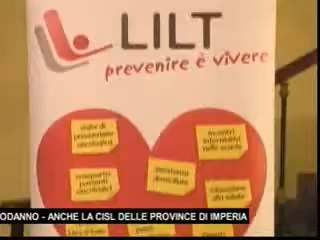 LILT
prevenire è vivere
visite di
prevenzione
oncologica
incontri
informativi
nelle scuole
trasporto
pazienti
oncologici
assistenza
domiciliare
educazione
alla salute
ODANNO - ANCHE LA CISL DELLE PROVINCE DI IMPERIA